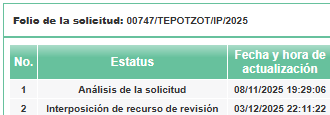 Folio de la solicitud: 00747/TEPOTZOT/IP/2025
No. Estatus Fecha y hora de actualización
1 Análisis de la solicitud 08/11/2025 19:29:06
2 Interposición de recurso de revisión 03/12/2025 22:11:22